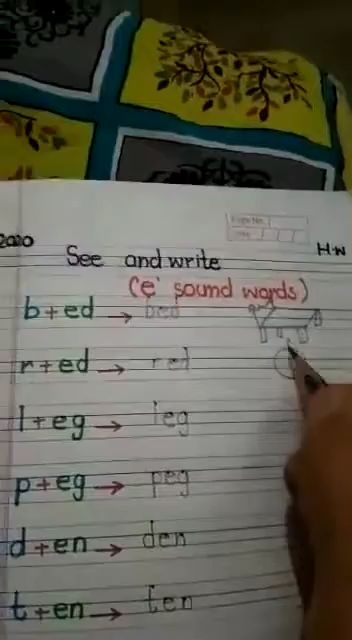 2020
H.W
See and write
(e' sound words)
b+ed → bed
r+ed → red
l+eg → leg
p+eg → peg
d+en → den
t+en → ten